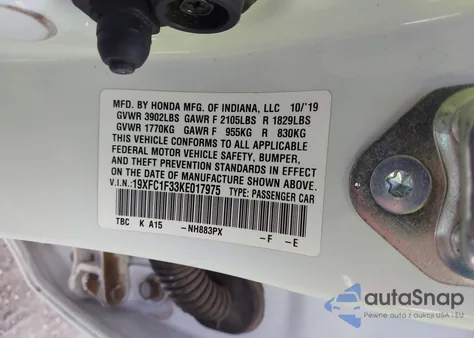 MFD. BY HONDA MFG. OF INDIANA, LLC 10/'19
GVWR 3902LBS GAWR F 2105LBS R 1829LBS
GVWR 1770KG GAWR F 955KG R 830KG
THIS VEHICLE CONFORMS TO ALL APPLICABLE
FEDERAL MOTOR VEHICLE SAFETY, BUMPER,
AND THEFT PREVENTION STANDARDS IN EFFECT
ON THE DATE OF MANUFACTURE SHOWN ABOVE.
V.I.N.:19XFC1F33KE017975 TYPE: PASSENGER CAR
TBC K A15 -NH883PX -F -E
autoSnap
Pewne auto z aukcji USA i EU